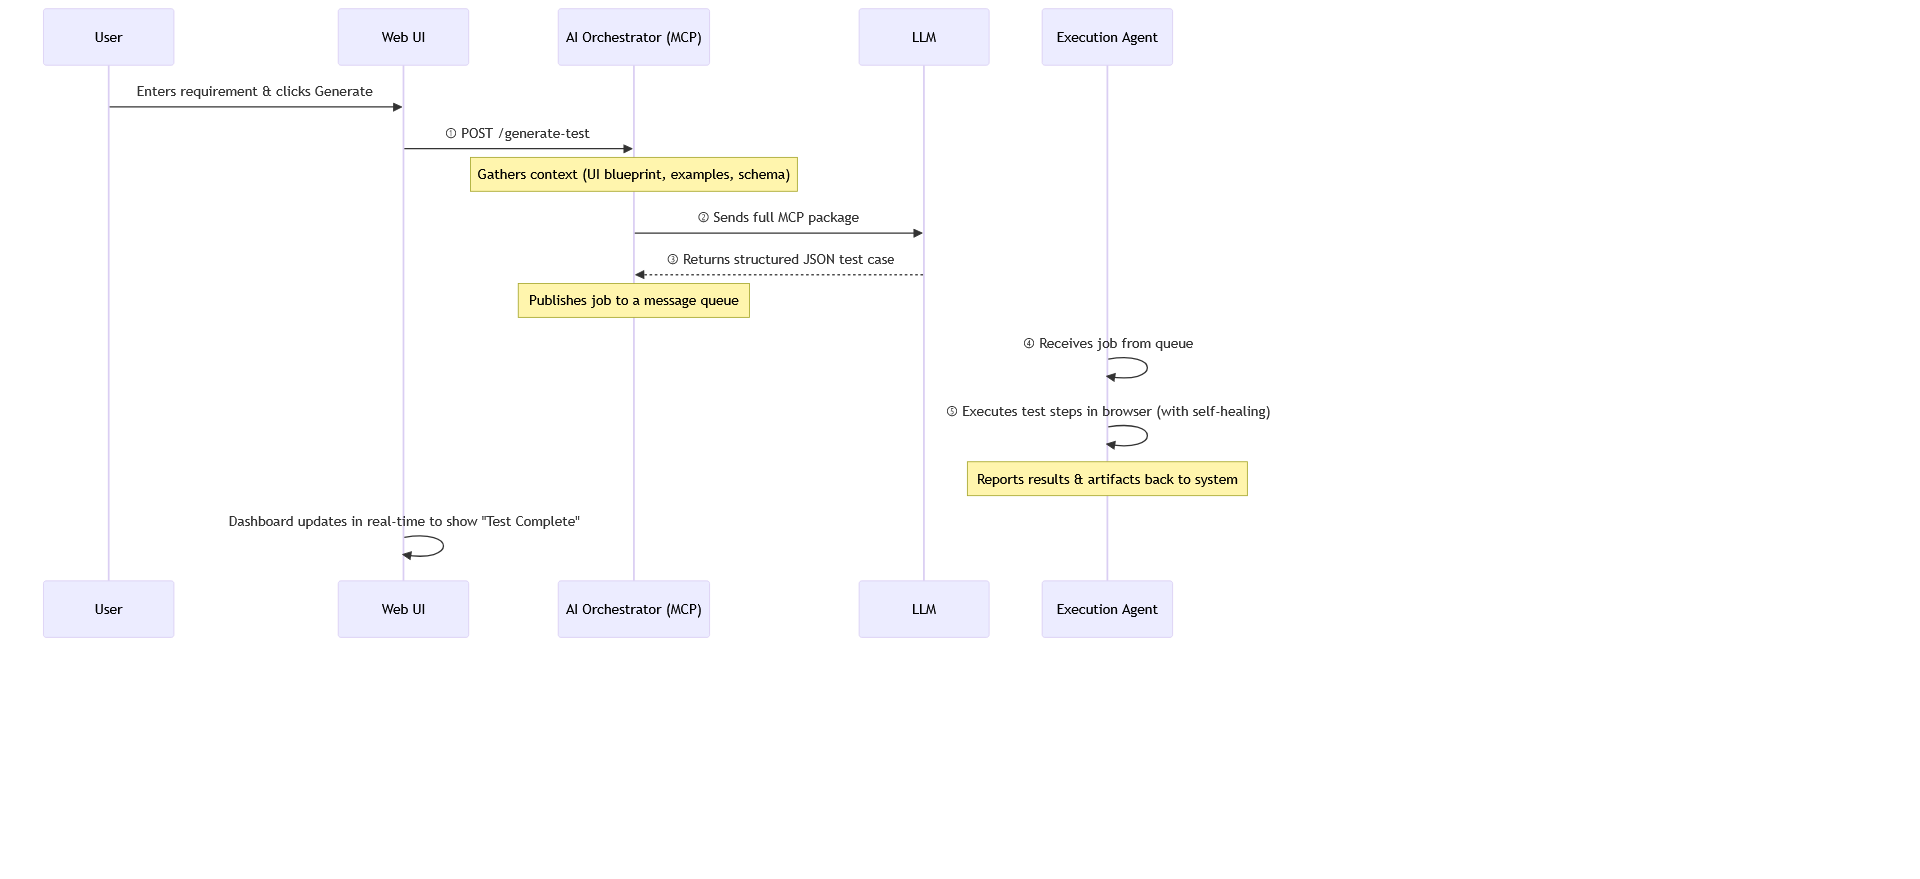 User
Web UI
AI Orchestrator (MCP)
LLM
Execution Agent
Enters requirement & clicks Generate
① POST /generate-test
Gathers context (UI blueprint, examples, schema)
② Sends full MCP package
③ Returns structured JSON test case
Publishes job to a message queue
④ Receives job from queue
⑤ Executes test steps in browser (with self-healing)
Reports results & artifacts back to system
Dashboard updates in real-time to show "Test Complete"
User
Web UI
AI Orchestrator (MCP)
LLM
Execution Agent